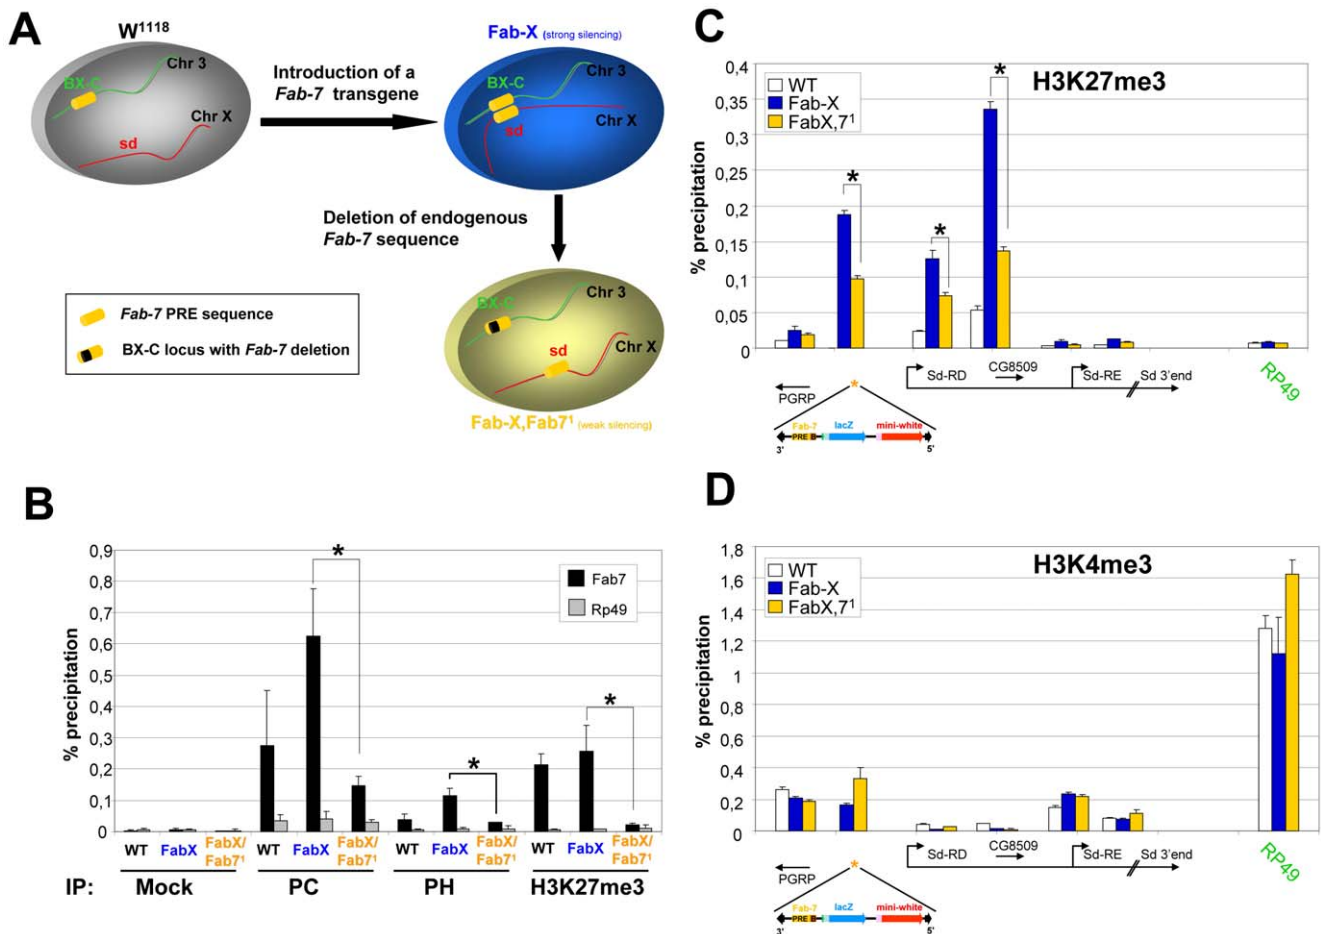 A
W1118
BX-C
Chr 3
Chr X
sd
Introduction of a
Fab-7 transgene
Fab-X (strong silencing)
BX-C
Chr 3
Chr X
sd
Deletion of endogenous
Fab-7 sequence
BX-C
Chr 3
sd
Chr X
Fab-X,Fab7¹ (weak silencing)
Fab-7 PRE sequence
BX-C locus with Fab-7 deletion
B
% precipitation
0,9
0,8
0,7
0,6
0,5
0,4
0,3
0,2
0,1
0
*
*
*
Fab7
Rp49
WT FabX FabX/Fab7¹ WT FabX FabX/Fab7¹ WT FabX FabX/Fab7¹ WT FabX FabX/Fab7¹
IP: Mock PC PH H3K27me3
C
H3K27me3
% precipitation
0,4
0,35
0,3
0,25
0,2
0,15
0,1
0,05
0
WT
Fab-X
FabX,7¹
*
*
*
PGRP
*
Sd-RD
CG8509
Sd-RE
Sd 3'end
RP49
Fab-7
PRE
lacZ
mini-white
3'
5'
D
H3K4me3
% precipitation
1,8
1,6
1,4
1,2
1
0,8
0,6
0,4
0,2
0
WT
Fab-X
FabX,7¹
PGRP
*
Sd-RD
CG8509
Sd-RE
Sd 3'end
RP49
Fab-7
PRE
lacZ
mini-white
3'
5'